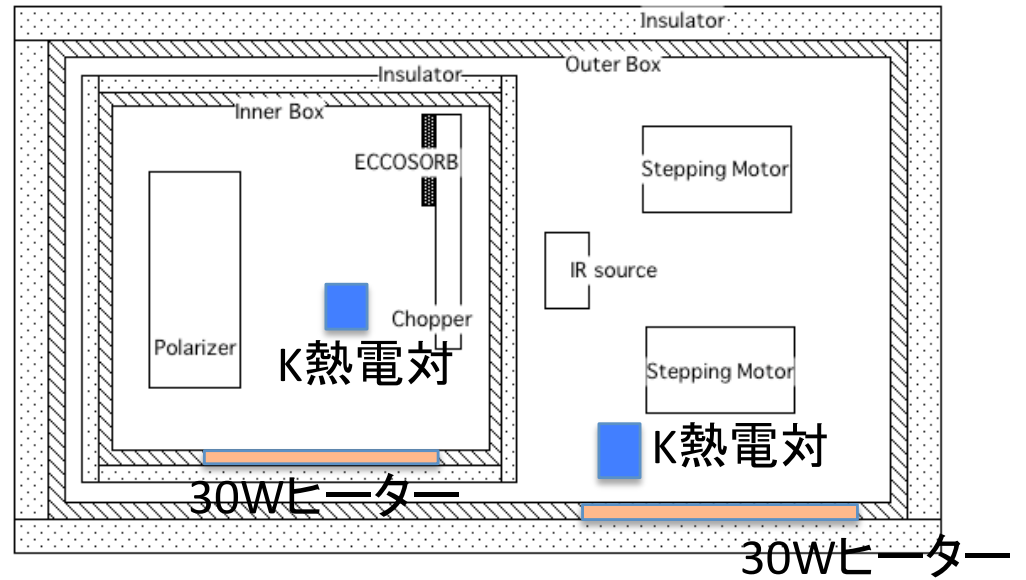 Insulator
Outer Box
Insulator
Inner Box
ECCOSORB
Stepping Motor
IR source
Chopper
Polarizer
K熱電対
Stepping Motor
K熱電対
30Wヒーター
30Wヒーター